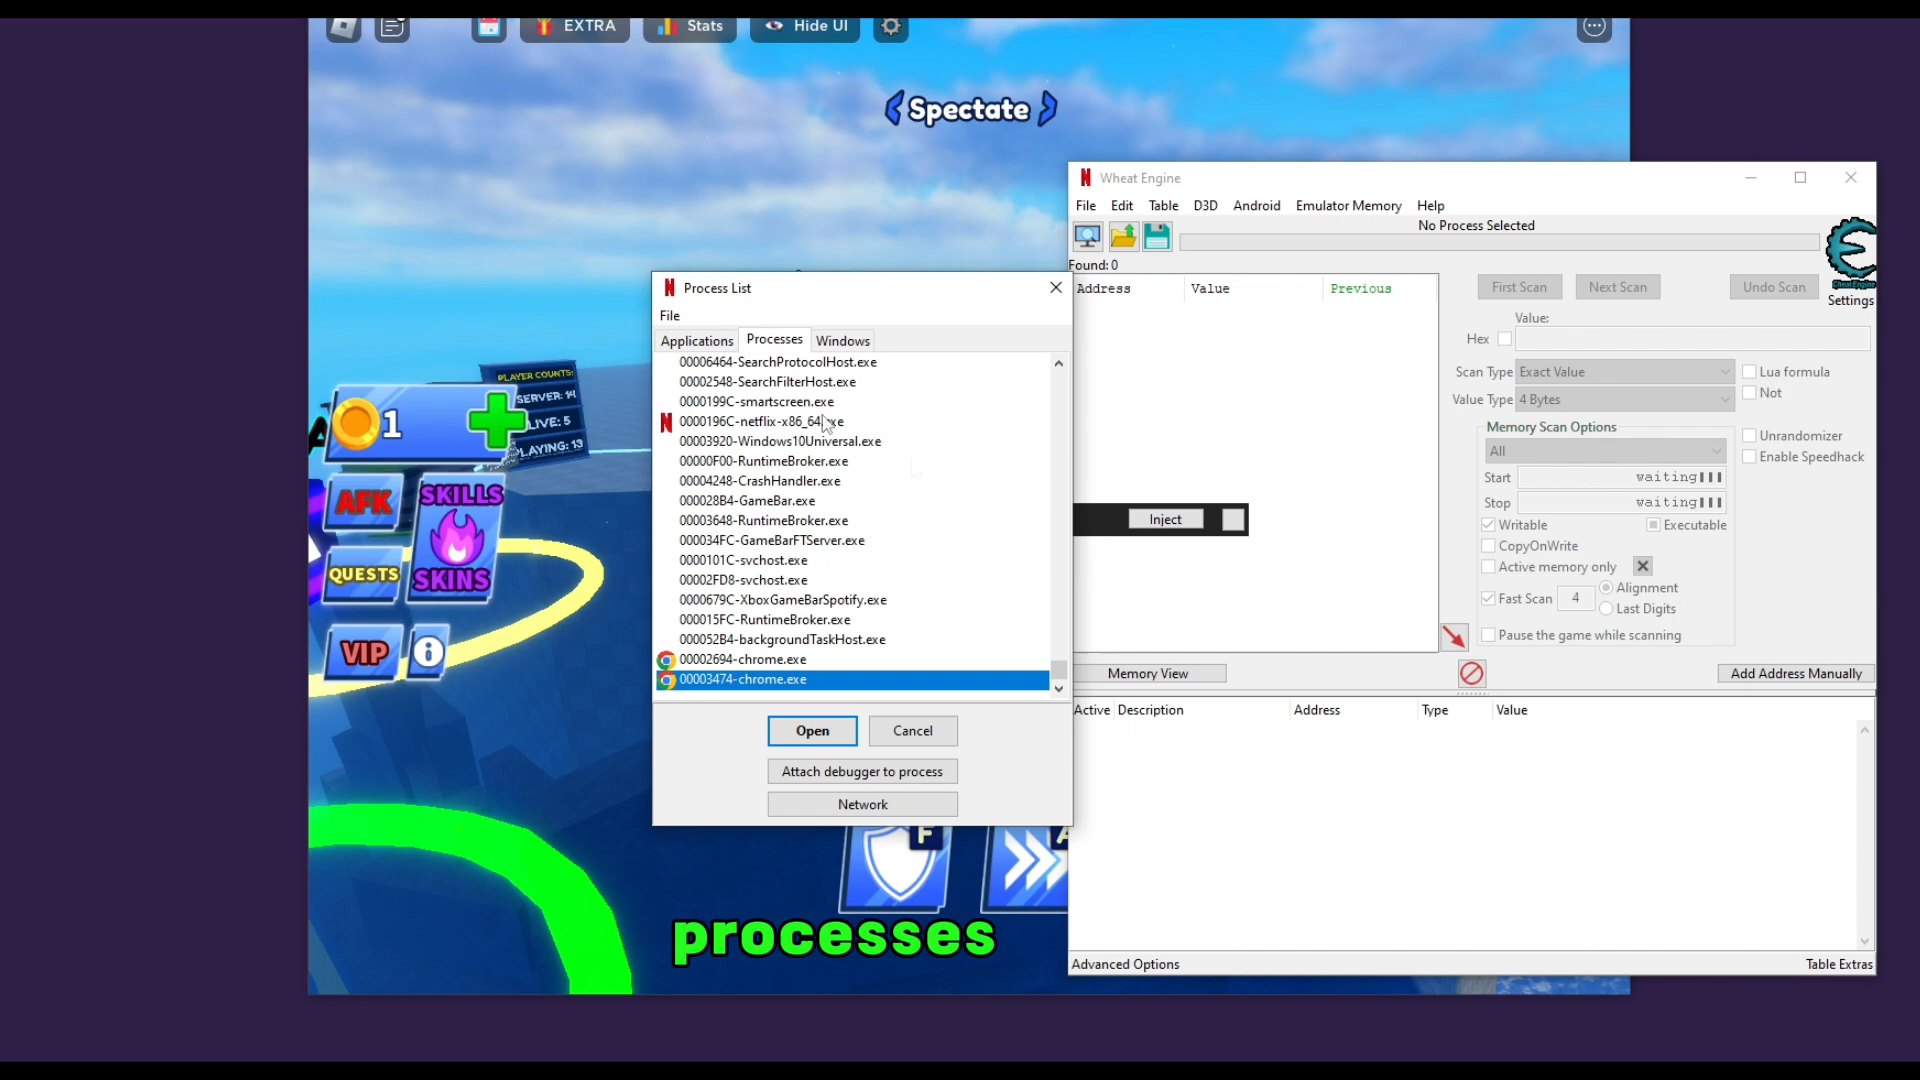 EXTRA
Stats
Hide UI
Spectate
PLAYER COUNTS:
SERVER: 14
LIVE: 5
PLAYING: 13
1
AFK
SKILLS
SKINS
QUESTS
VIP
F
processes
Process List
File
Applications
Processes
Windows
00006464-SearchProtocolHost.exe
00002548-SearchFilterHost.exe
0000199C-smartscreen.exe
0000196C-netflix-x86_64.exe
00003920-Windows10Universal.exe
00000F00-RuntimeBroker.exe
00004248-CrashHandler.exe
000028B4-GameBar.exe
00003648-RuntimeBroker.exe
000034FC-GameBarFTServer.exe
0000101C-svchost.exe
00002FD8-svchost.exe
0000679C-XboxGameBarSpotify.exe
000015FC-RuntimeBroker.exe
000052B4-backgroundTaskHost.exe
00002694-chrome.exe
00003474-chrome.exe
Open
Cancel
Attach debugger to process
Network
Wheat Engine
File Edit Table D3D Android Emulator Memory Help
No Process Selected
Found: 0
Address Value Previous
First Scan
Next Scan
Undo Scan
Cheat Engine
Settings
Value:
Hex
Scan Type Exact Value
Lua formula
Value Type 4 Bytes
Not
Memory Scan Options
All
Unrandomizer
Enable Speedhack
Start waiting
Stop waiting
Writable
Executable
CopyOnWrite
Active memory only
Fast Scan 4
Alignment
Last Digits
Pause the game while scanning
Inject
Memory View
Add Address Manually
Active Description Address Type Value
Advanced Options
Table Extras